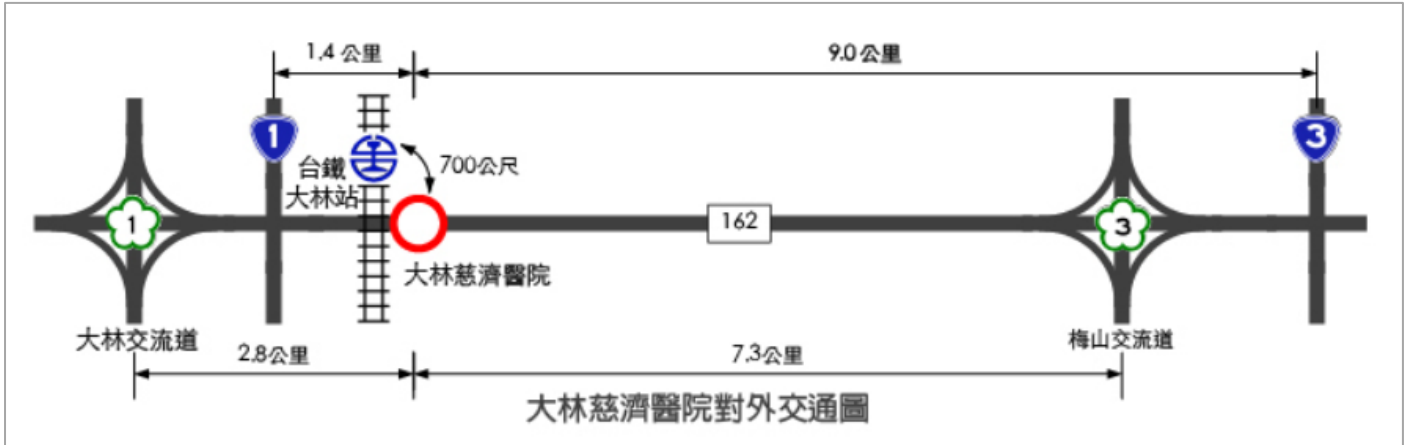 1.4 公里
9.0 公里
1
3
台鐵
大林站
700公尺
1
162
3
大林慈濟醫院
大林交流道
梅山交流道
2.8公里
7.3公里
大林慈濟醫院對外交通圖